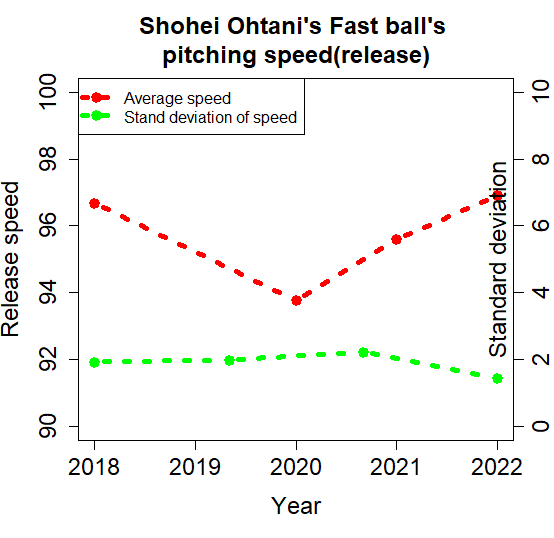 Shohei Ohtani's Fast ball's
pitching speed(release)
Average speed
Stand deviation of speed
Release speed
100
98
96
94
92
90
Standard deviation
10
8
6
4
2
0
2018 2019 2020 2021 2022
Year